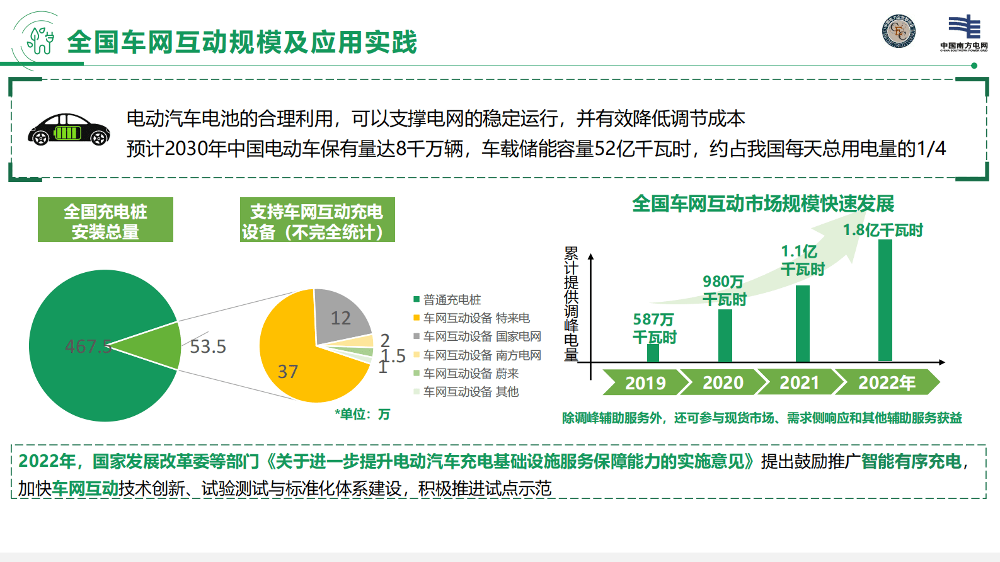 全国车网互动规模及应用实践
中国南方电网
CHINA SOUTHERN POWER GRID
CEC
电动汽车电池的合理利用，可以支撑电网的稳定运行，并有效降低调节成本
预计2030年中国电动车保有量达8千万辆，车载储能容量52亿千瓦时，约占我国每天总用电量的1/4
全国充电桩
安装总量
支持车网互动充电
设备（不完全统计）
467.5
53.5
37
12
2
1.5
1
普通充电桩
车网互动设备 特来电
车网互动设备 国家电网
车网互动设备 南方电网
车网互动设备 蔚来
车网互动设备 其他
*单位：万
全国车网互动市场规模快速发展
累计提供调峰电量
587万
千瓦时
980万
千瓦时
1.1亿
千瓦时
1.8亿千瓦时
2019
2020
2021
2022年
除调峰辅助服务外，还可参与现货市场、需求侧响应和其他辅助服务获益
2022年，国家发展改革委等部门《关于进一步提升电动汽车充电基础设施服务保障能力的实施意见》提出鼓励推广智能有序充电，
加快车网互动技术创新、试验测试与标准化体系建设，积极推进试点示范